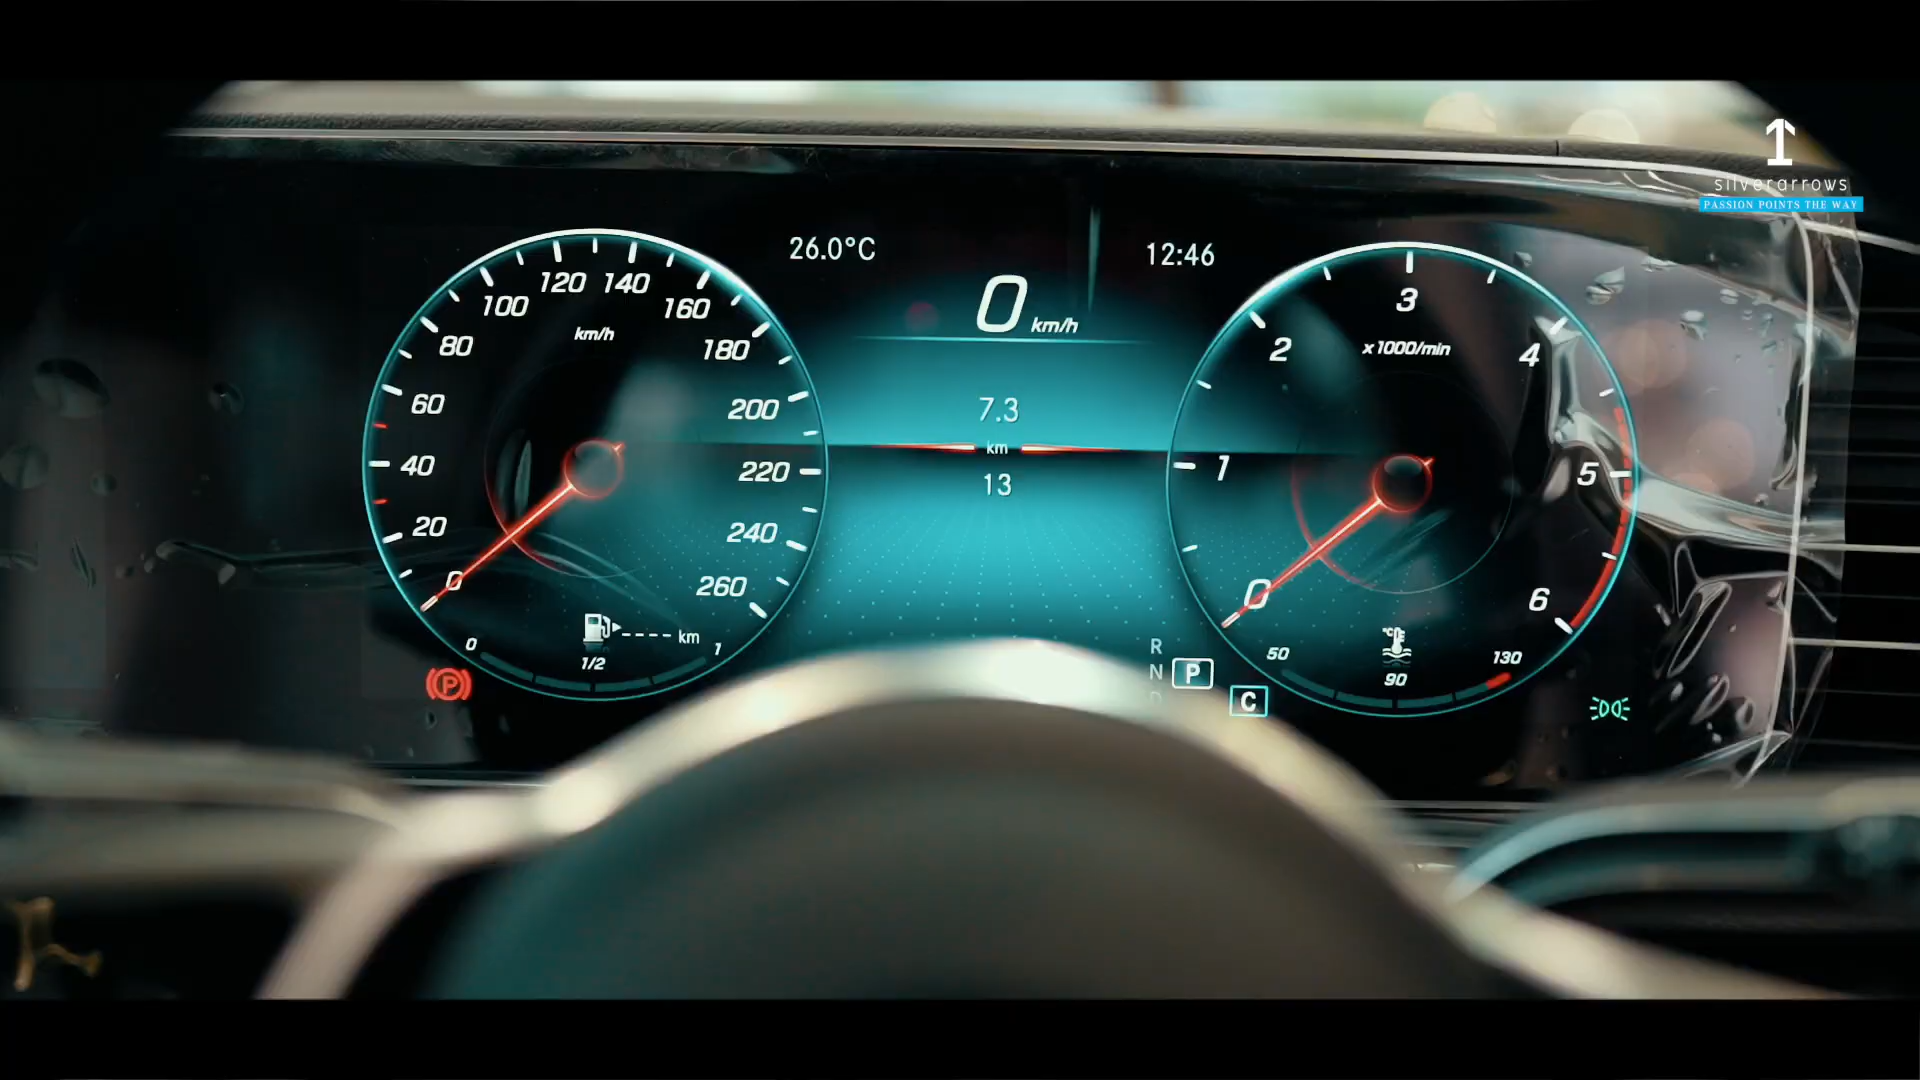 silverarrows
PASSION POINTS THE WAY
26.0°C
12:46
0 km/h
7.3
km
13
0
20
40
60
80
100
120
140
160
180
200
220
240
260
km/h
---- km
0
1/2
1
P
R
N
P
D
C
0
1
2
3
4
5
6
x1000/min
°C
50
90
130